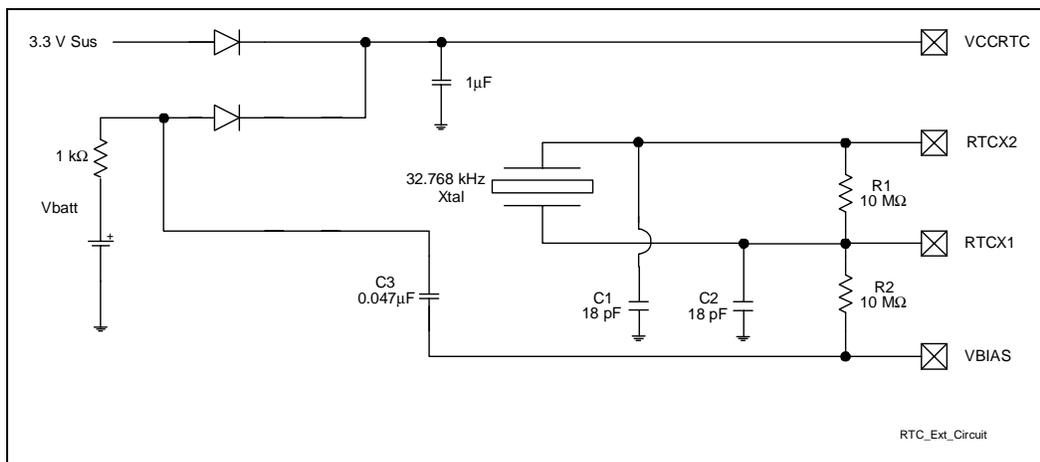 3.3 V Sus
VCCRTC
1µF
1 kΩ
RTCX2
32.768 kHz
Xtal
R1
10 MΩ
Vbatt
+
RTCX1
C3
0.047µF
C1
18 pF
C2
18 pF
R2
10 MΩ
VBIAS
RTC_Ext_Circuit